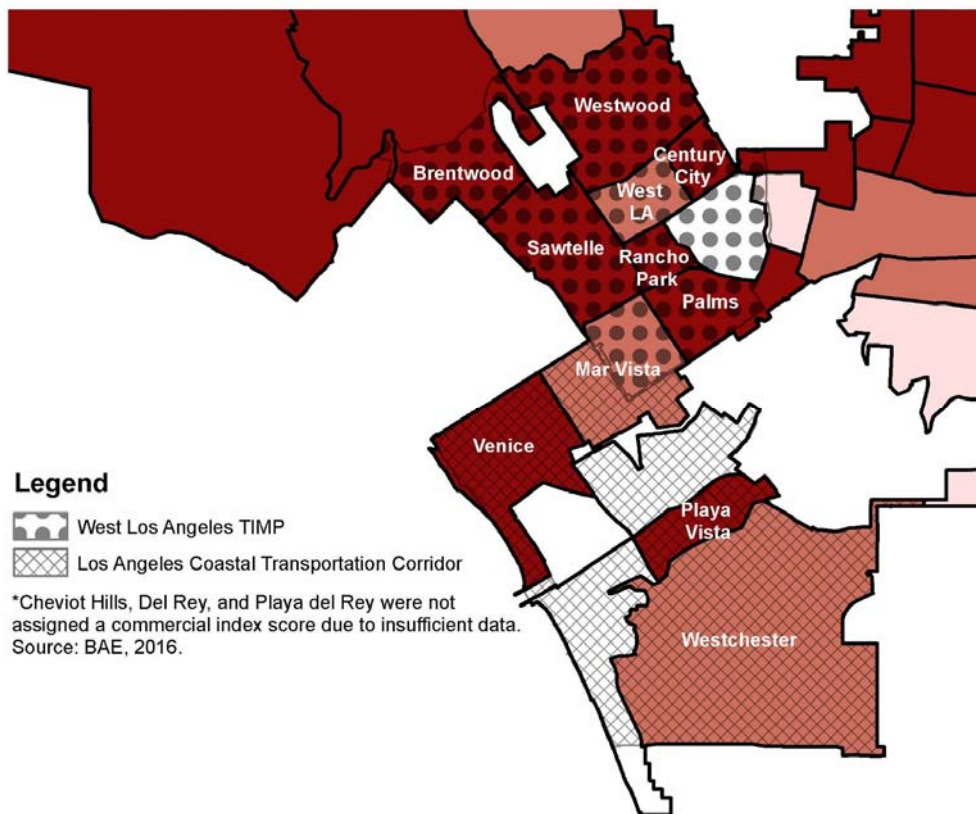 Westwood
Brentwood
Century
City
West
LA
Sawtelle
Rancho
Park
Palms
Mar Vista
Venice
Playa
Vista
Westchester
Legend
West Los Angeles TIMP
Los Angeles Coastal Transportation Corridor
*Cheviot Hills, Del Rey, and Playa del Rey were not
assigned a commercial index score due to insufficient data.
Source: BAE, 2016.